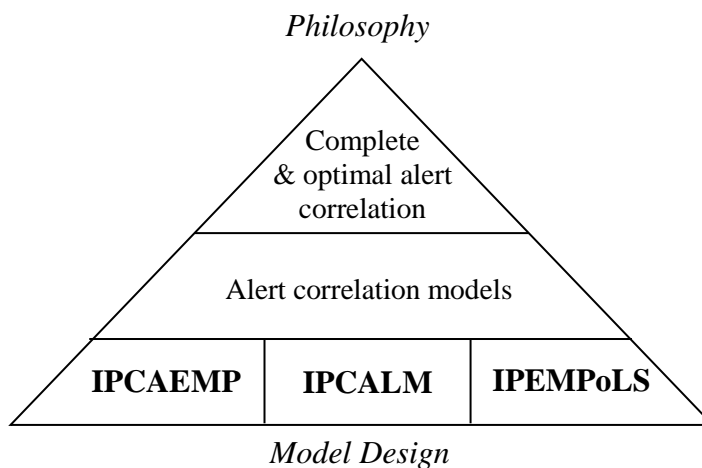 Philosophy
Complete
& optimal alert
correlation
Alert correlation models
IPCAEMP IPCALM IPEMPoLS
Model Design